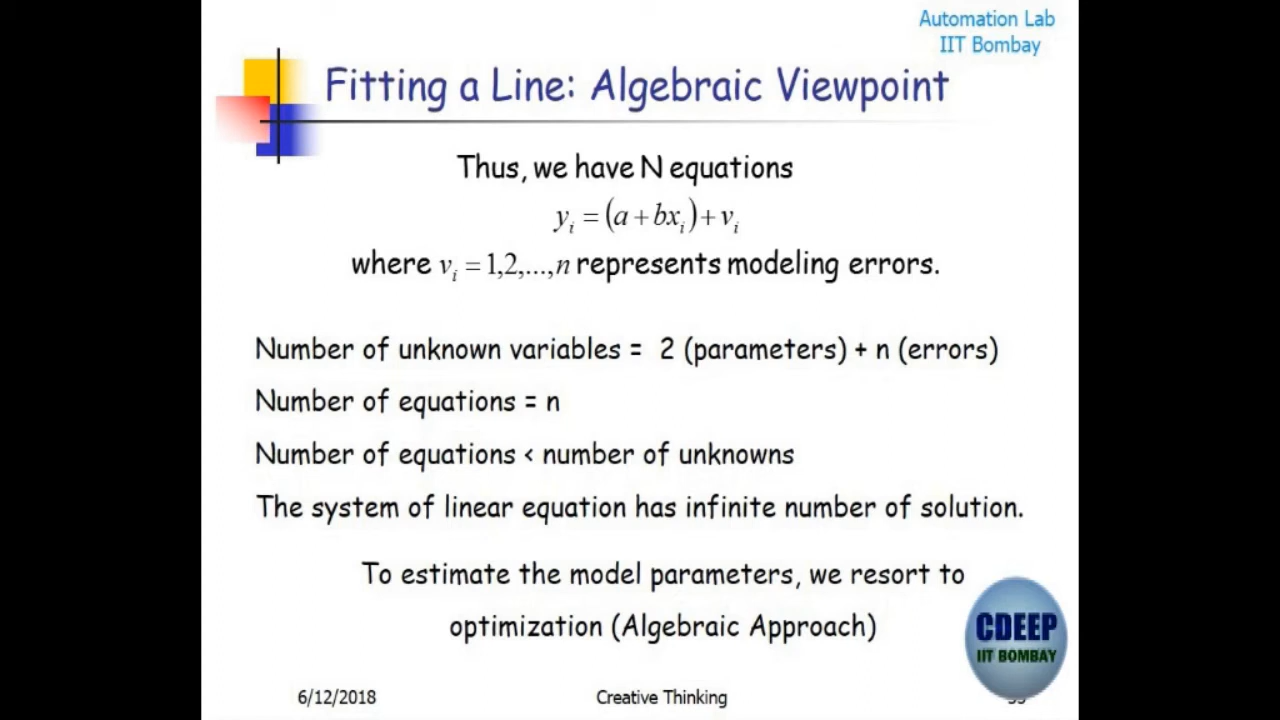 Automation Lab
IIT Bombay
Fitting a Line: Algebraic Viewpoint
Thus, we have N equations
yᵢ = (a + bxᵢ) + vᵢ
where vᵢ = 1,2,...,n represents modeling errors.
Number of unknown variables = 2 (parameters) + n (errors)
Number of equations = n
Number of equations < number of unknowns
The system of linear equation has infinite number of solution.
To estimate the model parameters, we resort to
optimization (Algebraic Approach)
CDEEP
IIT BOMBAY
6/12/2018
Creative Thinking